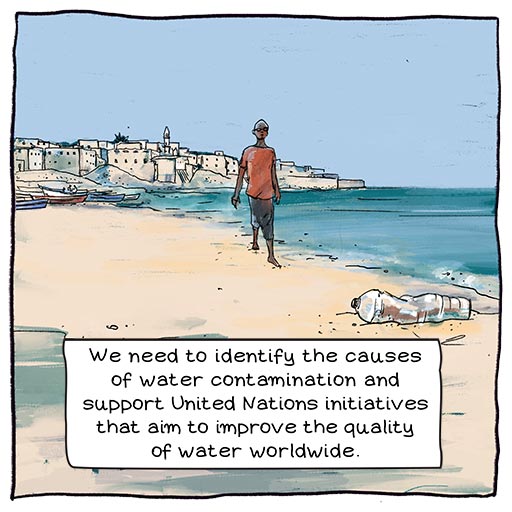 We need to identify the causes
of water contamination and
support United Nations initiatives
that aim to improve the quality
of water worldwide.